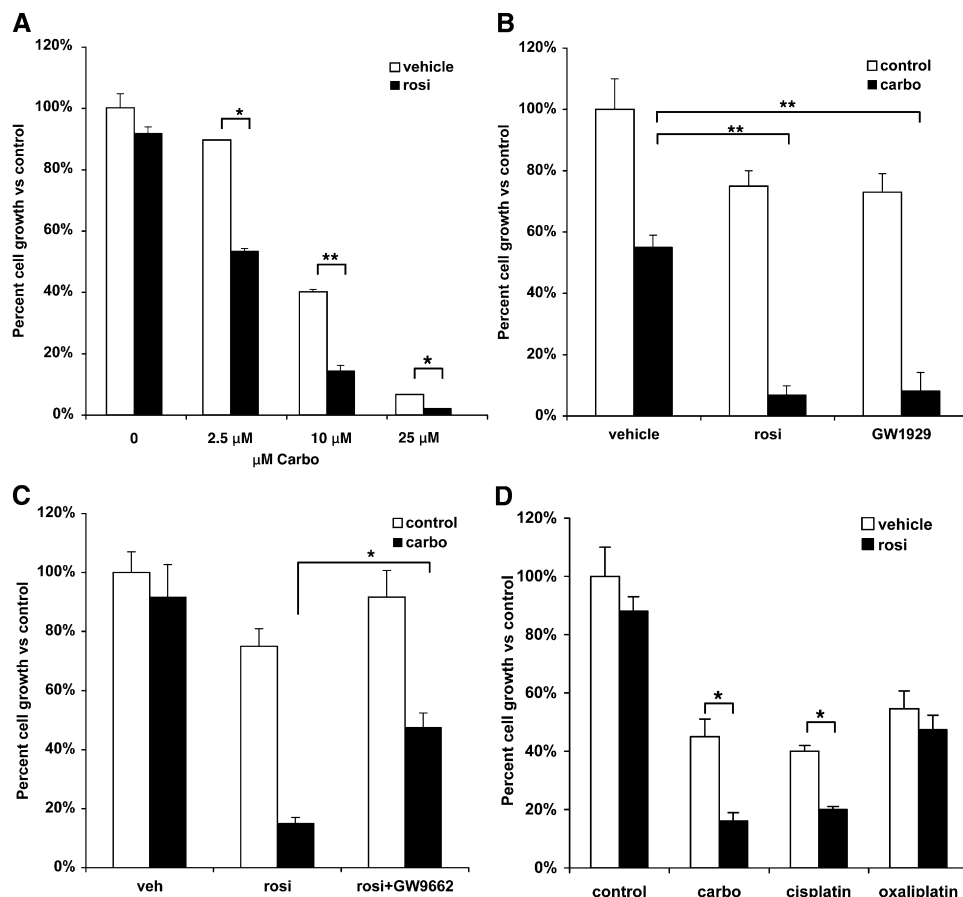 A
120%
100%
80%
60%
40%
20%
0%
Percent cell growth vs control
vehicle
rosi
*
**
*
0 2.5 µM 10 µM 25 µM
µM Carbo
B
120%
100%
80%
60%
40%
20%
0%
Percent cell growth vs control
control
carbo
**
**
vehicle rosi GW1929
C
120%
100%
80%
60%
40%
20%
0%
Percent cell growth vs control
control
carbo
*
veh rosi rosi+GW9662
D
120%
100%
80%
60%
40%
20%
0%
Percent cell growth vs control
vehicle
rosi
*
*
control carbo cisplatin oxaliplatin